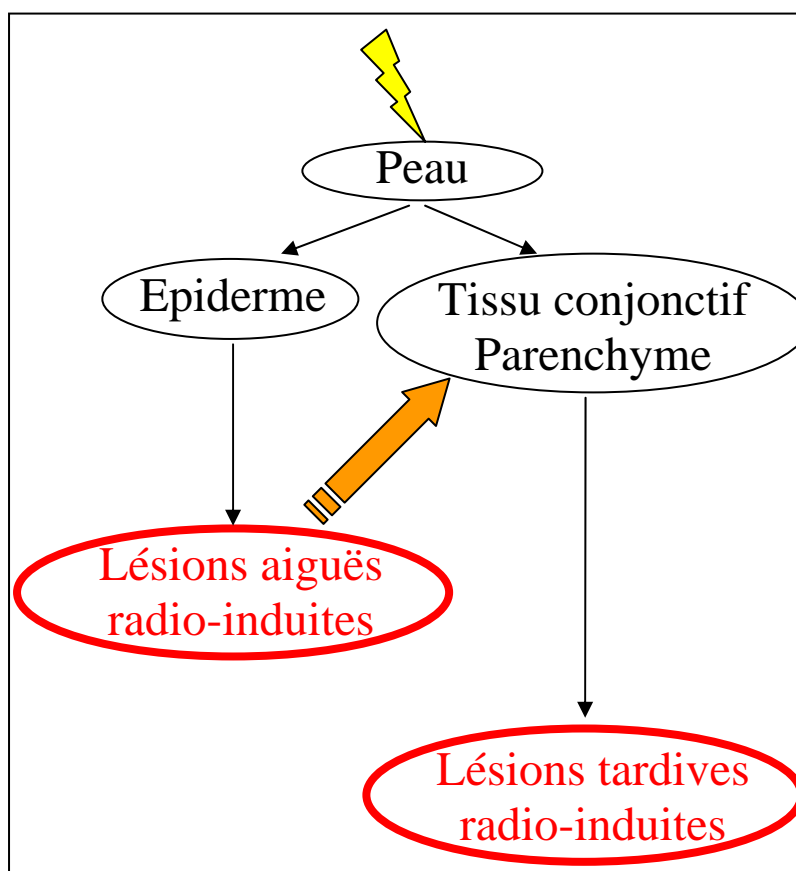 Peau
Epiderme
Tissu conjonctif
Parenchyme
Lésions aiguës
radio-induites
Lésions tardives
radio-induites